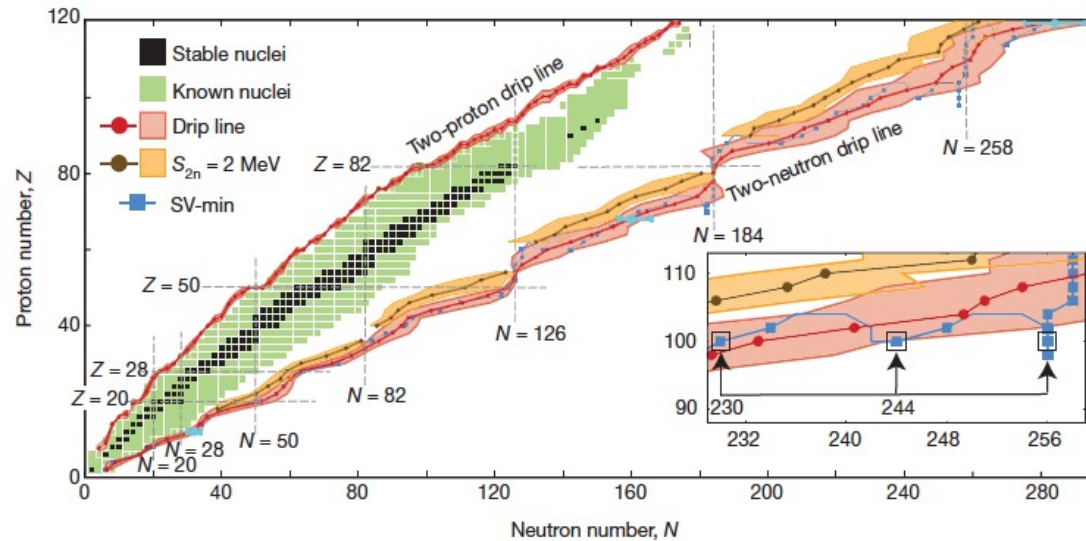 120
80
40
0
Proton number, Z
Stable nuclei
Known nuclei
Drip line
S2n = 2 MeV
SV-min
Two-proton drip line
Two-neutron drip line
Z = 82
Z = 50
Z = 28
Z = 20
N = 20
N = 28
N = 50
N = 82
N = 126
N = 184
N = 258
110
100
90
230
244
256
232
240
248
256
0
40
80
120
160
200
240
280
Neutron number, N